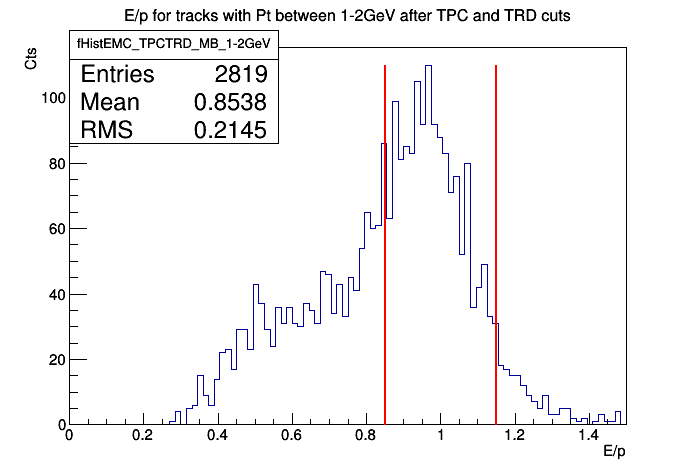 E/p for tracks with Pt between 1-2GeV after TPC and TRD cuts
fHistEMC_TPCTRD_MB_1-2GeV
Entries 2819
Mean 0.8538
RMS 0.2145
Cts
100
80
60
40
20
0
0 0.2 0.4 0.6 0.8 1 1.2 1.4
E/p